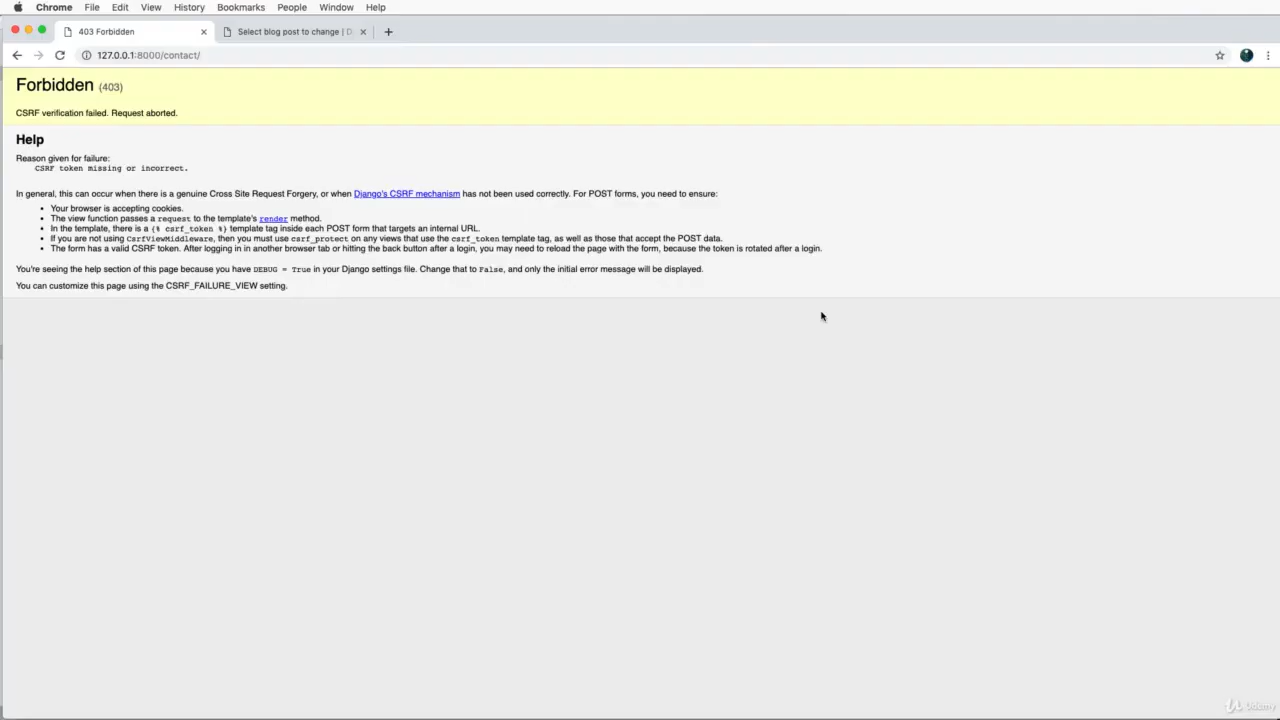 Chrome File Edit View History Bookmarks People Window Help
403 Forbidden
Select blog post to change | D
127.0.0.1:8000/contact/
Forbidden (403)
CSRF verification failed. Request aborted.
Help
Reason given for failure:
CSRF token missing or incorrect.
In general, this can occur when there is a genuine Cross Site Request Forgery, or when Django's CSRF mechanism has not been used correctly. For POST forms, you need to ensure:
• Your browser is accepting cookies.
• The view function passes a request to the template's render method.
• In the template, there is a {% csrf_token %} template tag inside each POST form that targets an internal URL.
• If you are not using CsrfViewMiddleware, then you must use csrf_protect on any views that use the csrf_token template tag, as well as those that accept the POST data.
• The form has a valid CSRF token. After logging in in another browser tab or hitting the back button after a login, you may need to reload the page with the form, because the token is rotated after a login.
You're seeing the help section of this page because you have DEBUG = True in your Django settings file. Change that to False, and only the initial error message will be displayed.
You can customize this page using the CSRF_FAILURE_VIEW setting.
Udemy